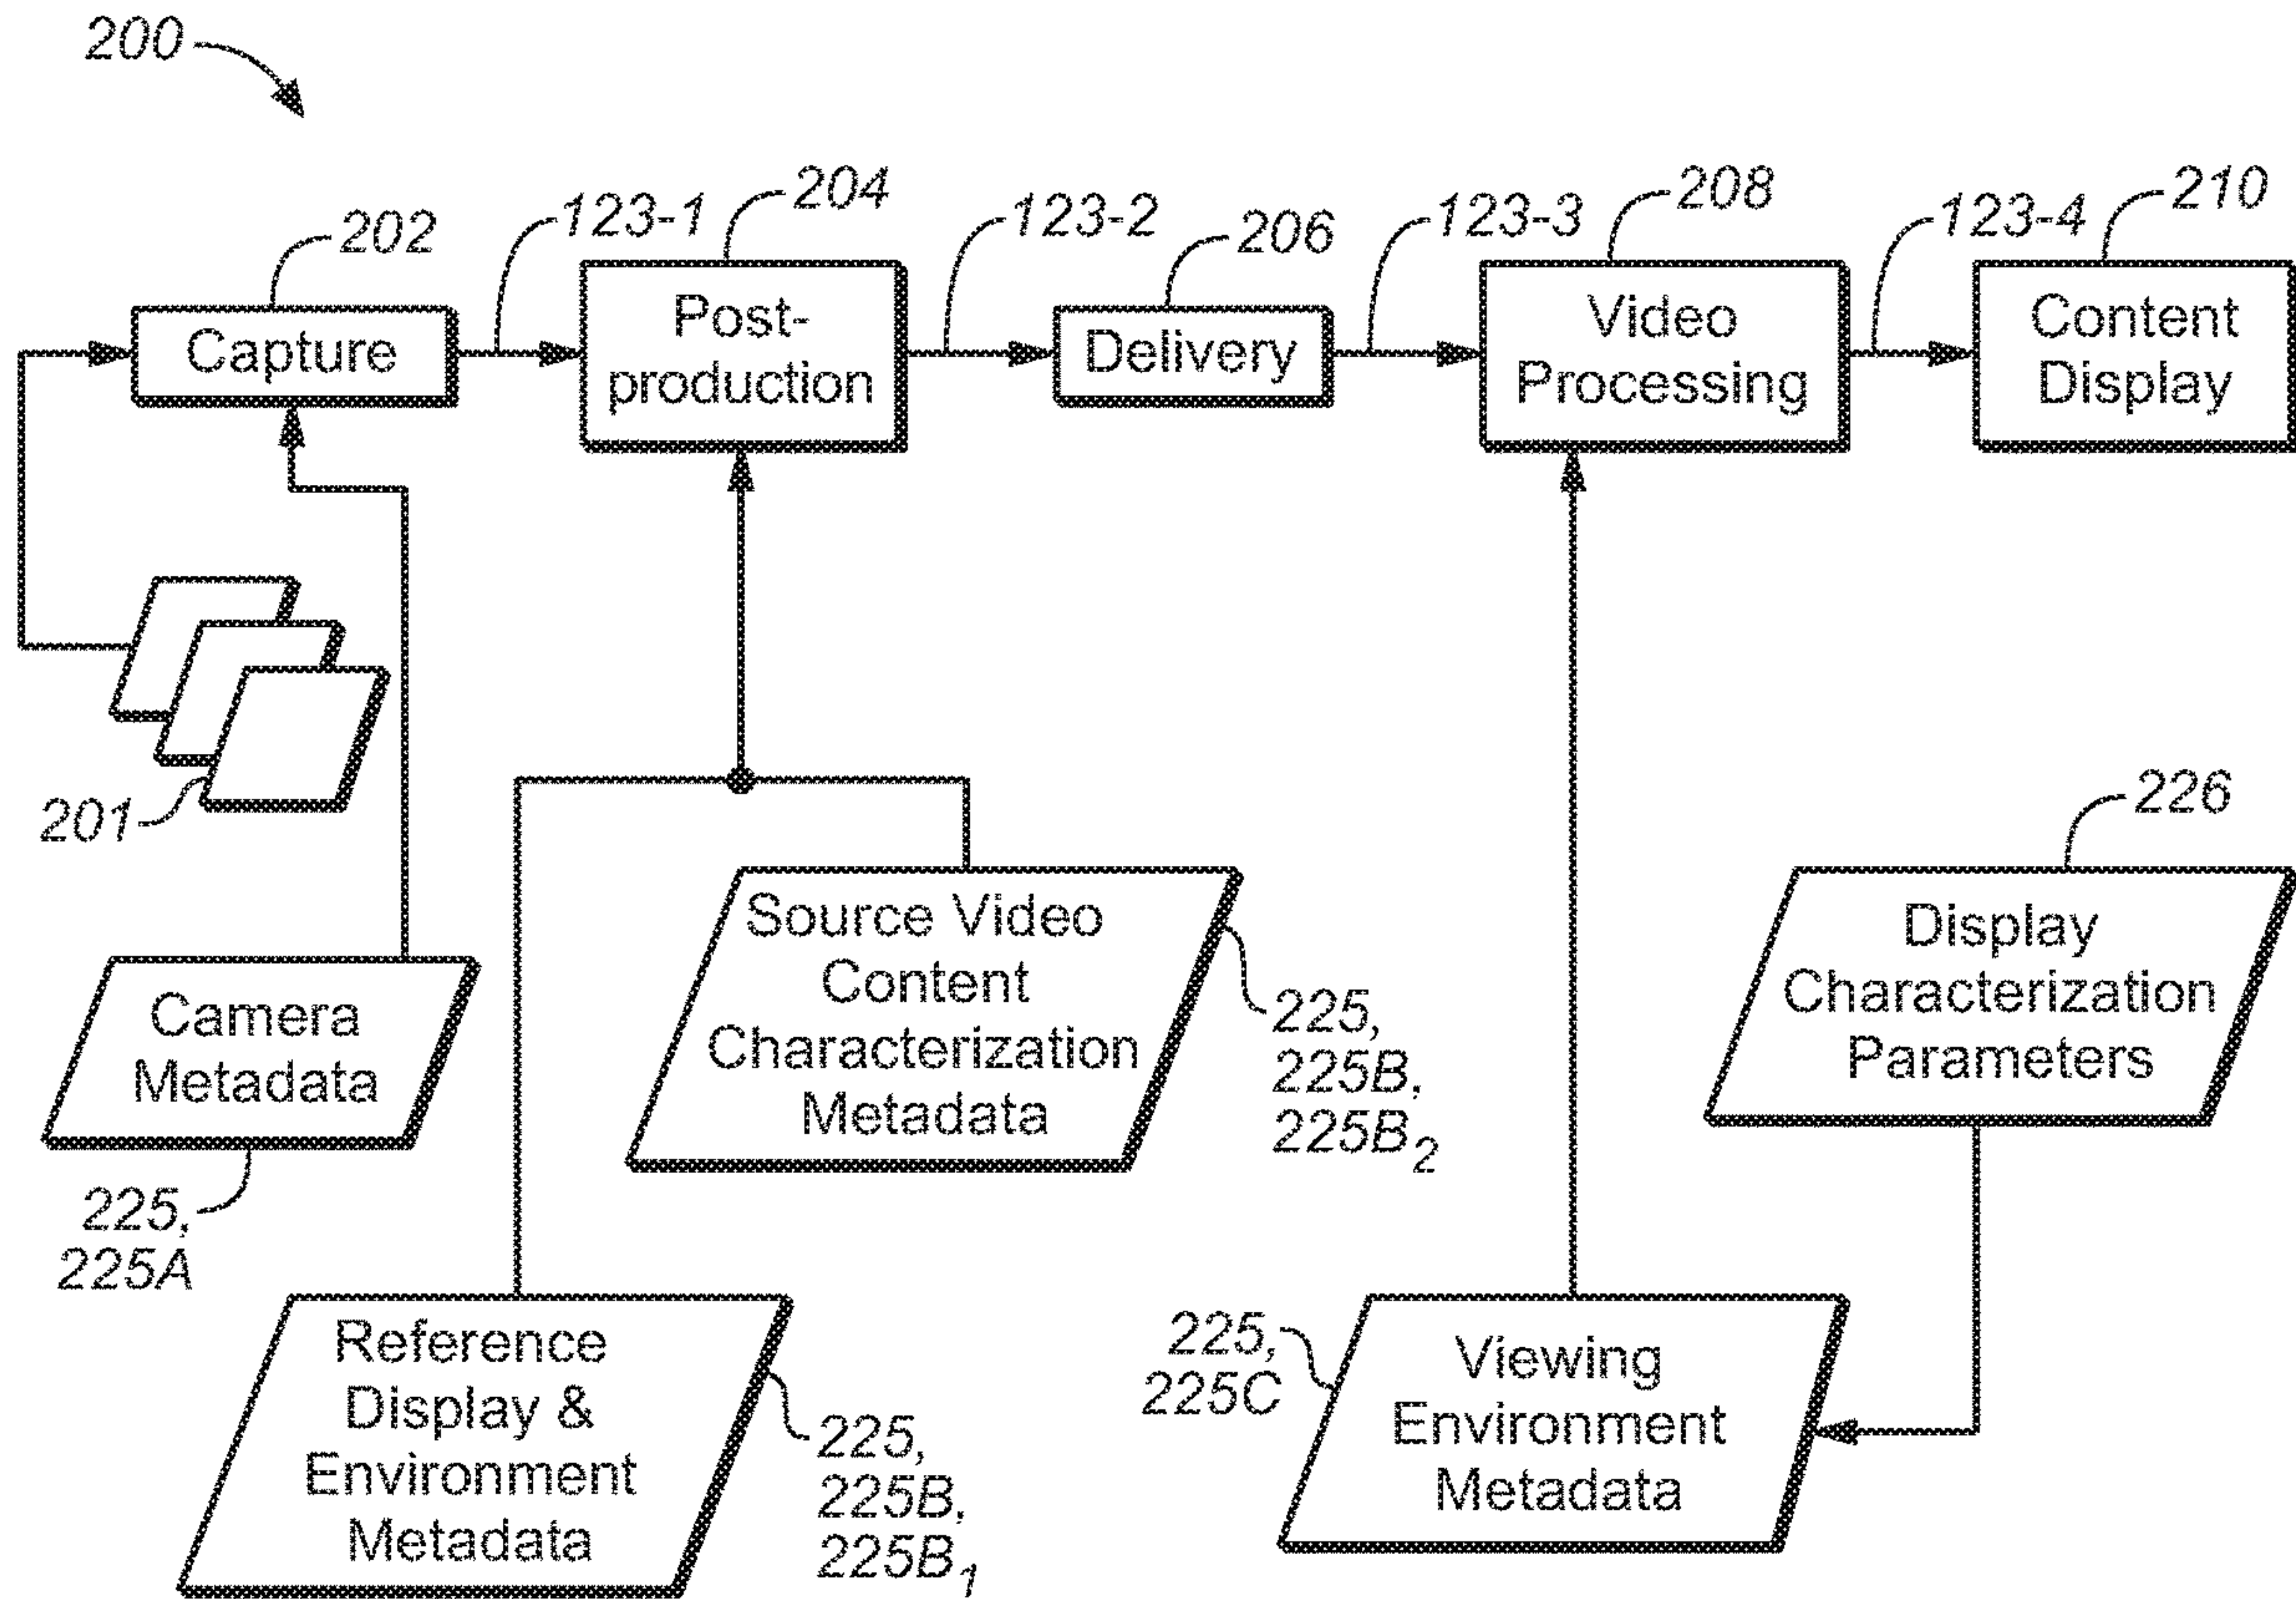 200
202
123-1
204
123-2
206
123-3
208
123-4
210
Capture
Post-
production
Delivery
Video
Processing
Content
Display
201
226
Camera
Metadata
225,
225A
Source Video
Content
Characterization
Metadata
225,
225B,
225B2
Display
Characterization
Parameters
Reference
Display &
Environment
Metadata
225,
225B,
225B1
225,
225C
Viewing
Environment
Metadata